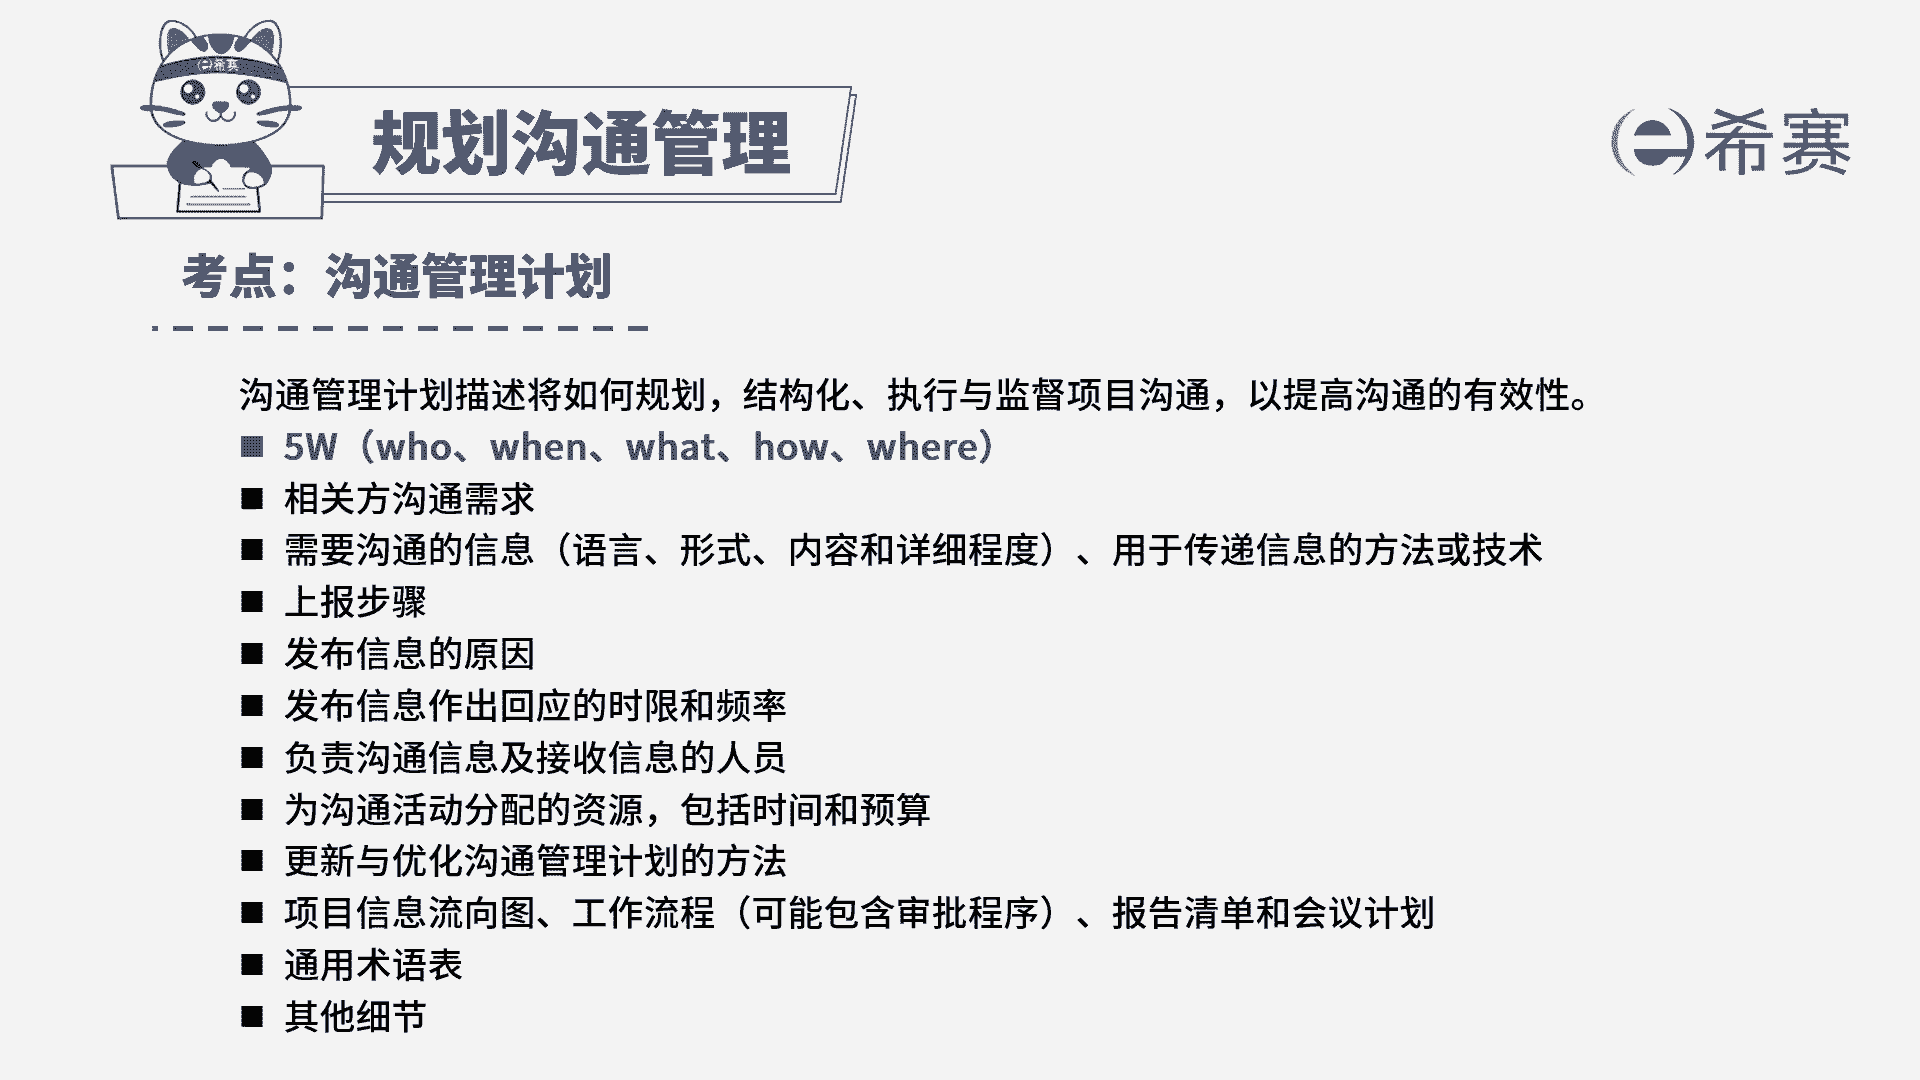 希赛
规划沟通管理
希赛
考点：沟通管理计划
沟通管理计划描述将如何规划，结构化、执行与监督项目沟通，以提高沟通的有效性。
■ 5W（who、when、what、how、where）
■ 相关方沟通需求
■ 需要沟通的信息（语言、形式、内容和详细程度）、用于传递信息的方法或技术
■ 上报步骤
■ 发布信息的原因
■ 发布信息作出回应的时限和频率
■ 负责沟通信息及接收信息的人员
■ 为沟通活动分配的资源，包括时间和预算
■ 更新与优化沟通管理计划的方法
■ 项目信息流向图、工作流程（可能包含审批程序）、报告清单和会议计划
■ 通用术语表
■ 其他细节